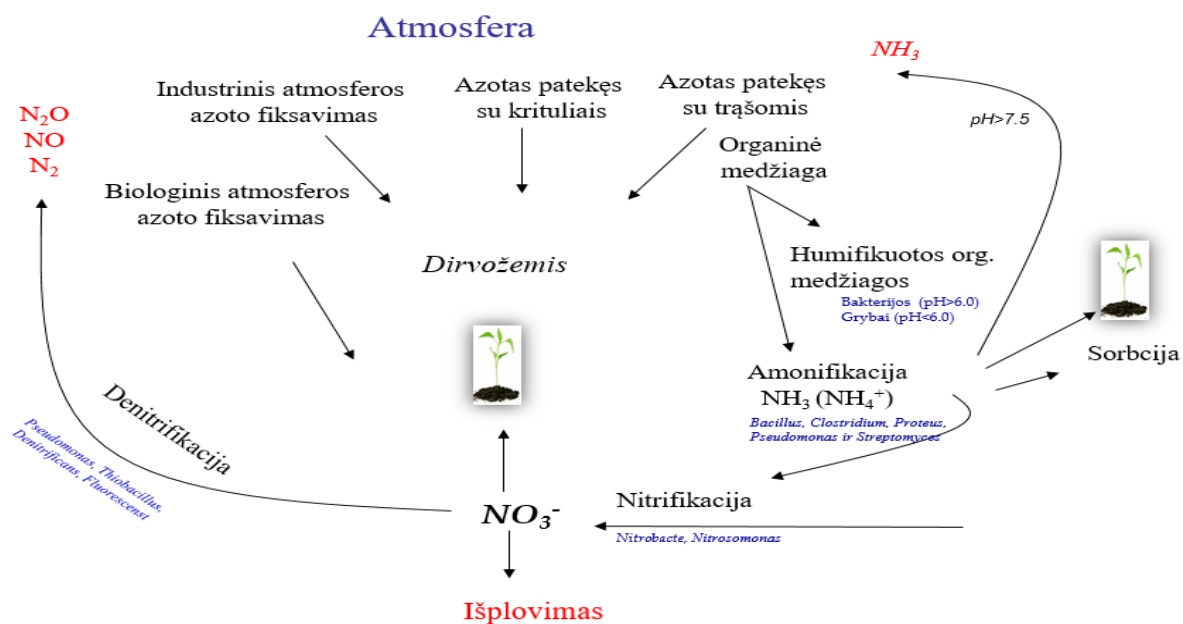 Atmosfera
NH₃
Industrinis atmosferos
azoto fiksavimas
Azotas patekęs
su krituliais
Azotas patekęs
su trąšomis
N₂O
NO
N₂
pH>7.5
Organinė
medžiaga
Biologinis atmosferos
azoto fiksavimas
Dirvožemis
Humifikuotos org.
medžiagos
Bakterijos (pH>6.0)
Grybai (pH<6.0)
Sorbcija
Amonifikacija
NH₃ (NH₄⁺)
Bacillus, Clostridium, Proteus,
Pseudomonas ir Streptomyces
Denitrifikacija
Pseudomonas, Thiobacillus,
Denitrificans, Fluorescenst
Nitrifikacija
NO₃⁻
Nitrobacte, Nitrosomonas
Išplovimas